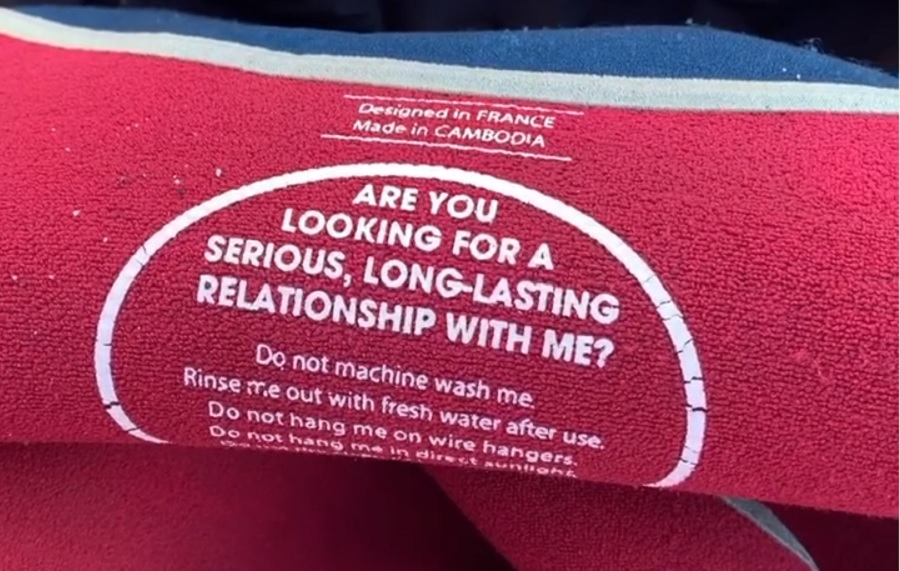 Designed in FRANCE
Made in CAMBODIA
ARE YOU
LOOKING FOR A
SERIOUS, LONG-LASTING
RELATIONSHIP WITH ME?
Do not machine wash me.
Rinse me out with fresh water after use.
Do not hang me on wire hangers.
Do not hang me in direct sunlight.